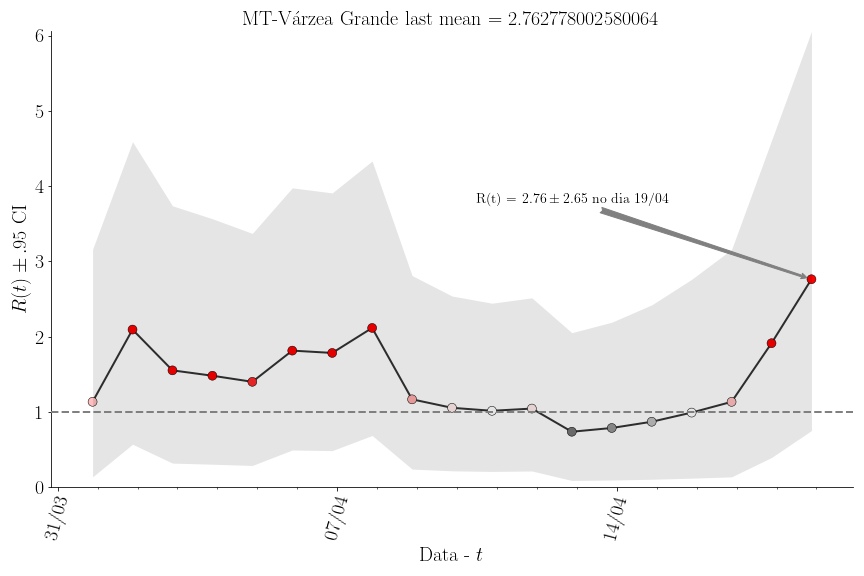 MT-Várzea Grande last mean = 2.762778002580064
R(t) ± .95 CI
6
5
4
3
2
1
0
R(t) = 2.76 ± 2.65 no dia 19/04
31/03
07/04
14/04
Data - t